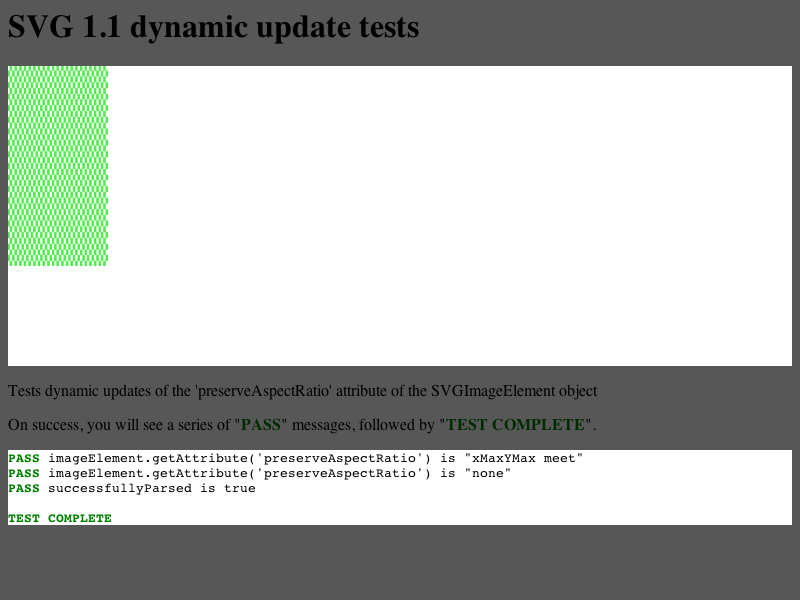 SVG 1.1 dynamic update tests
Tests dynamic updates of the 'preserveAspectRatio' attribute of the SVGImageElement object
On success, you will see a series of "PASS" messages, followed by "TEST COMPLETE".
PASS imageElement.getAttribute('preserveAspectRatio') is "xMaxYMax meet"
PASS imageElement.getAttribute('preserveAspectRatio') is "none"
PASS successfullyParsed is true
TEST COMPLETE